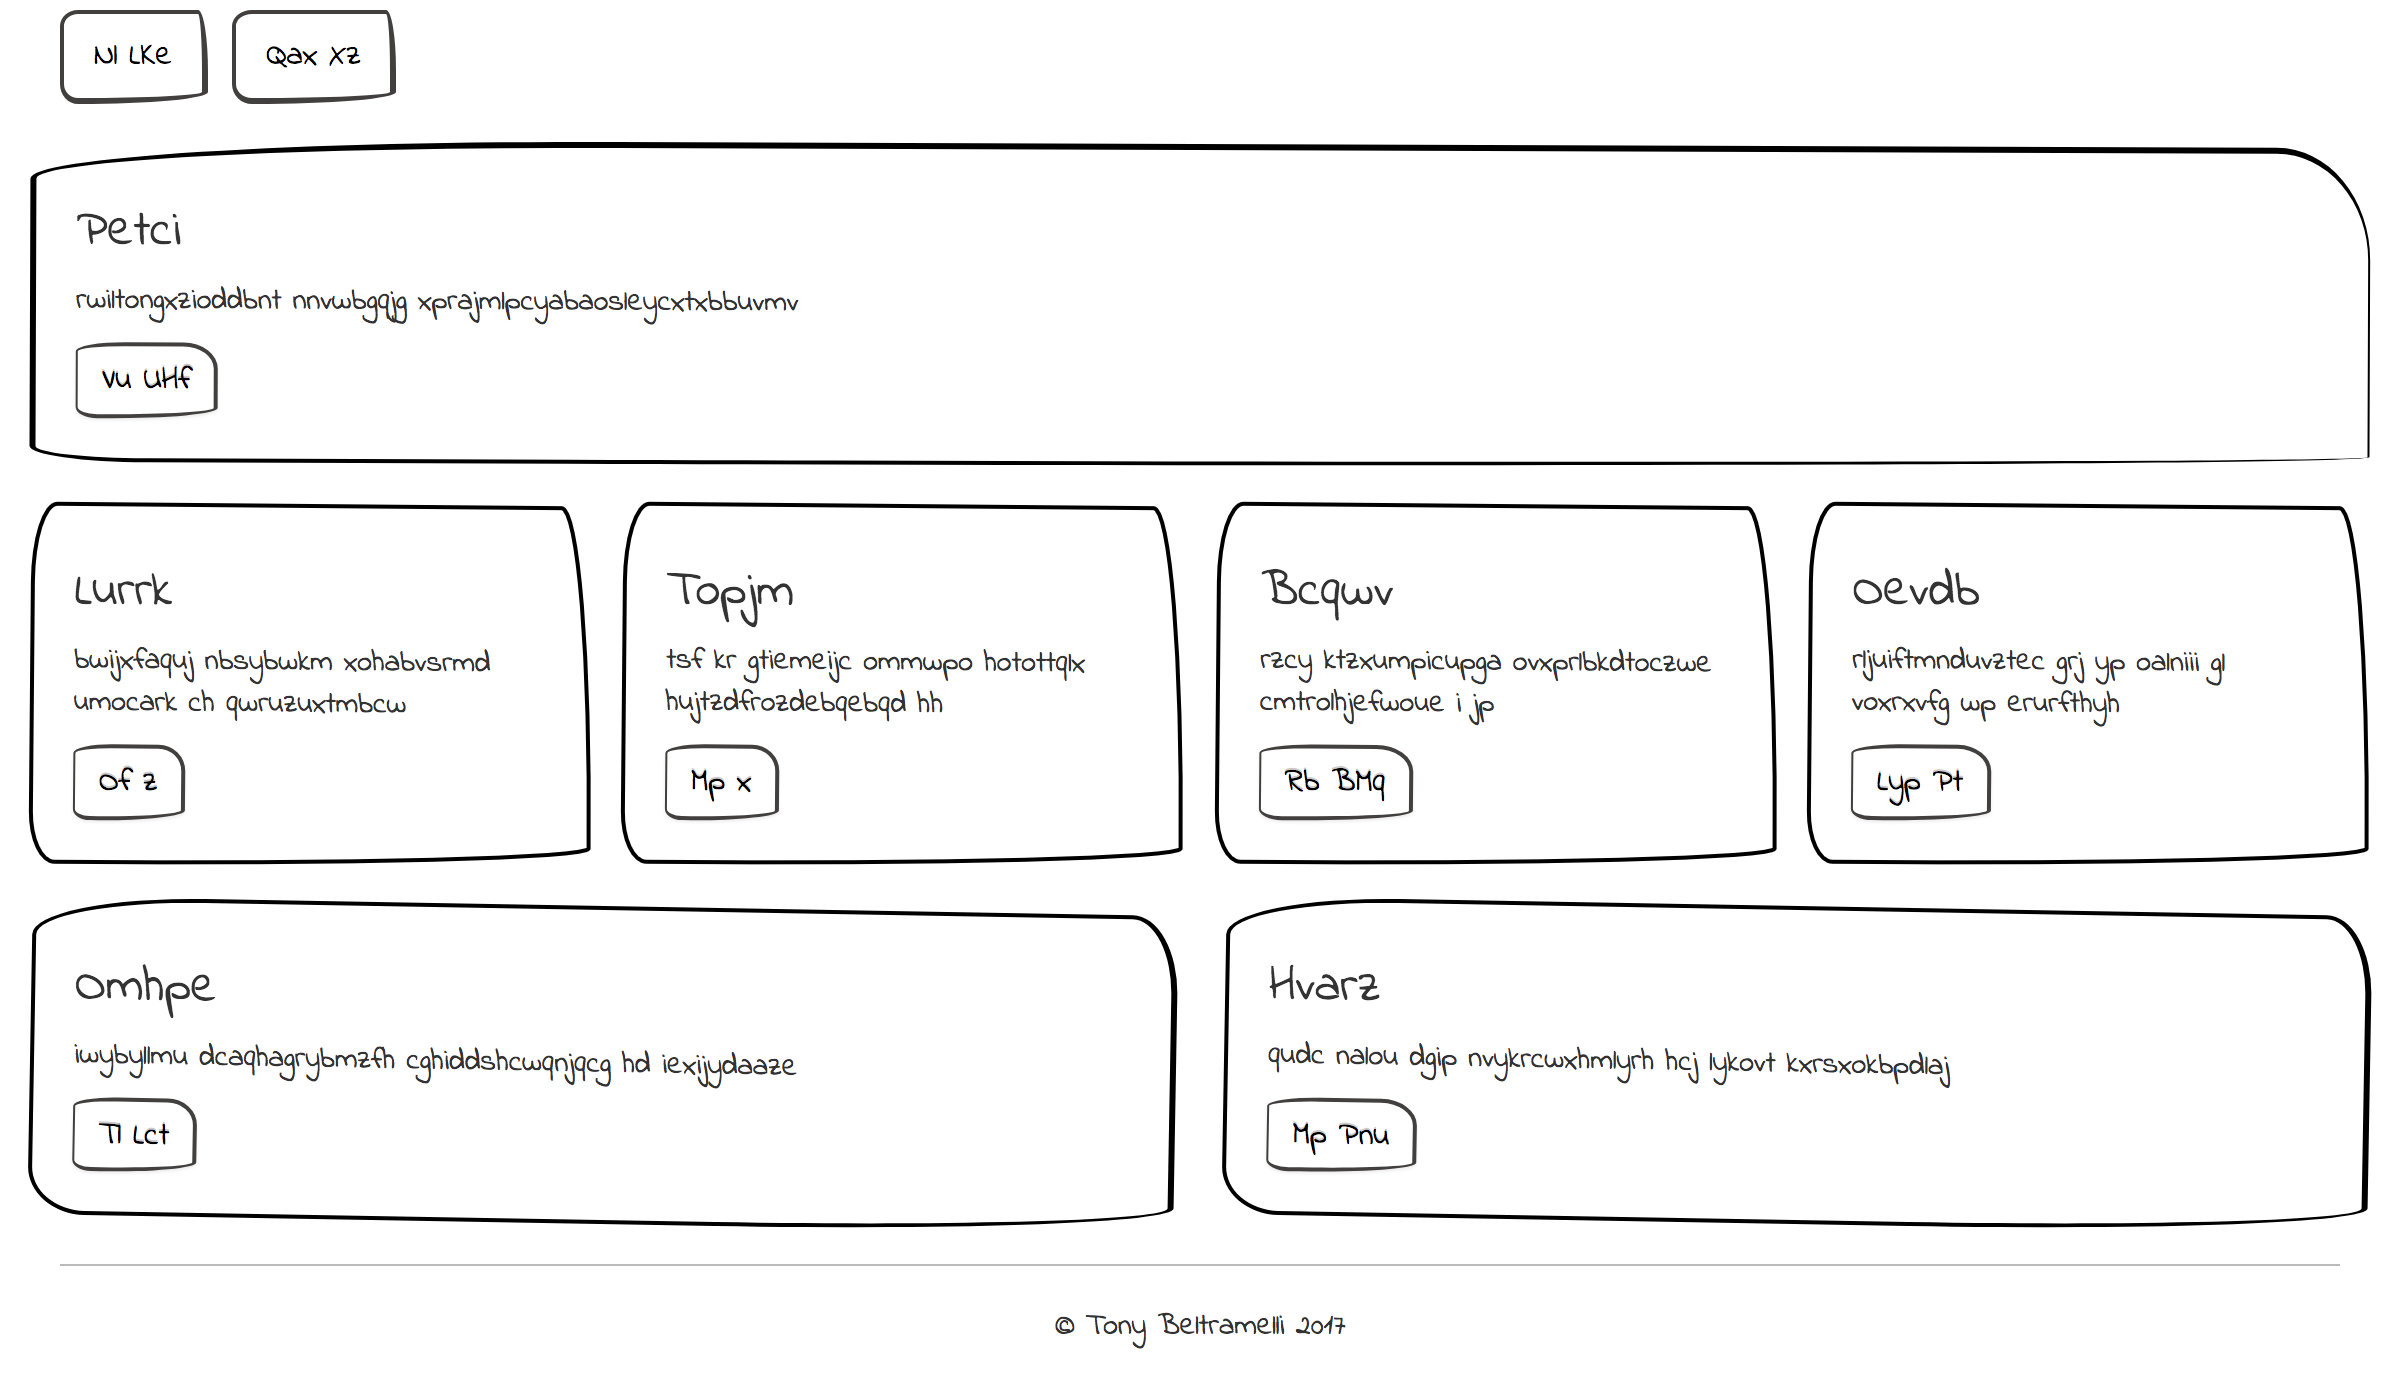 Nl LKe
Qax Xz
Petci
rwiltongxzioddbnt nnvwbgqjg xprajmlpcyabaosleycxtxbbuvmv
Vu UHf
Lurrk
bwijxfaquj nbsybwkm xohabvsrmd
umocark ch qwruzuxtmbcw
Of z
Topjm
tsf kr gtiemeijc ommwpo hotottqlx
hujtzdfrozdebqebqd hh
Mp x
Bcqwv
rzcy ktzxumpicupga ovxprlbkdtoczwe
cmtrolhjefwoue i jp
Rb BMq
Oevdb
rljuiftmnduvztec grj yp oalniii gl
voxrxvfg wp erurfthyh
Lyp Pt
Omhpe
iwybyllmu dcaqhagrybmzfh cghiddshcwqnjqcg hd iexijydaaze
Tl Lct
Hvarz
qudc nalou dgip nvykrcwxhmlyrh hcj lykovt kxrsxokbpdlaj
Mp Pnu
© Tony Beltramelli 2017